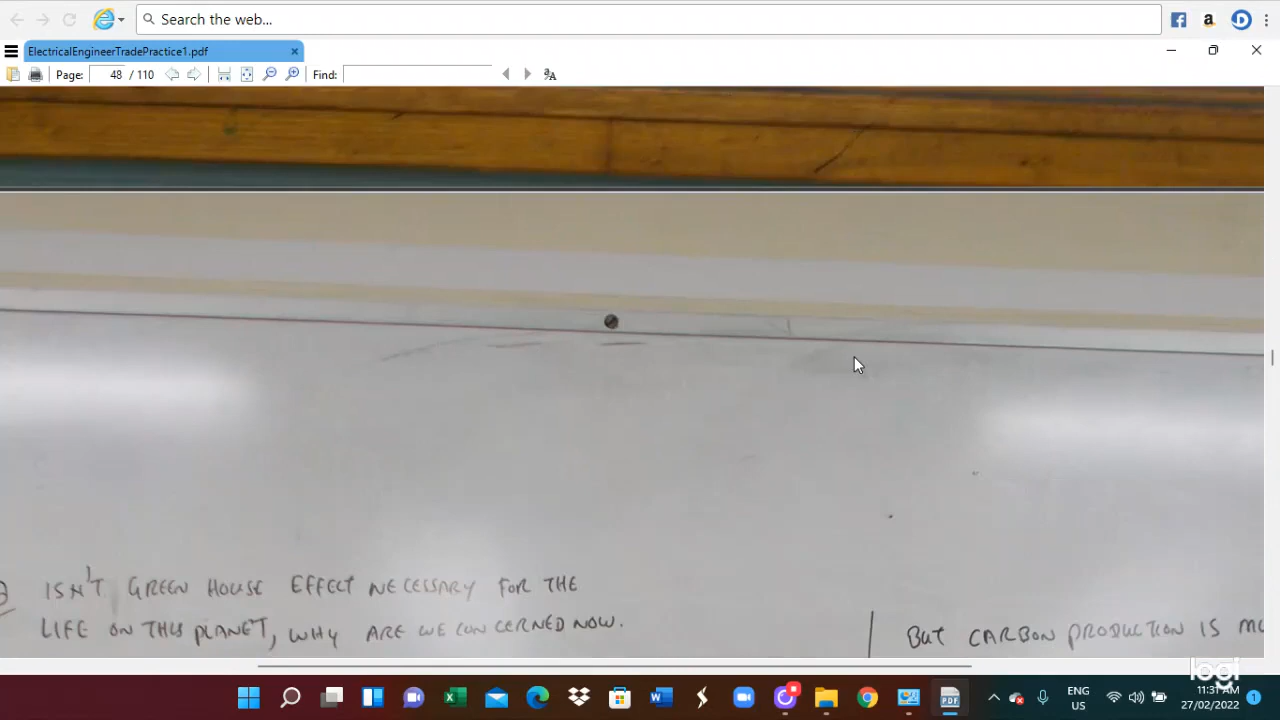 Search the web...
ElectricalEngineerTradePractice1.pdf
Page: 48 / 110 Find:
ISN'T GREEN HOUSE EFFECT NECESSARY FOR THE
LIFE ON THIS PLANET, WHY ARE WE CONCERNED NOW.
BUT CARBON PRODUCTION IS
logi
ENG
US
11:31 AM
27/02/2022